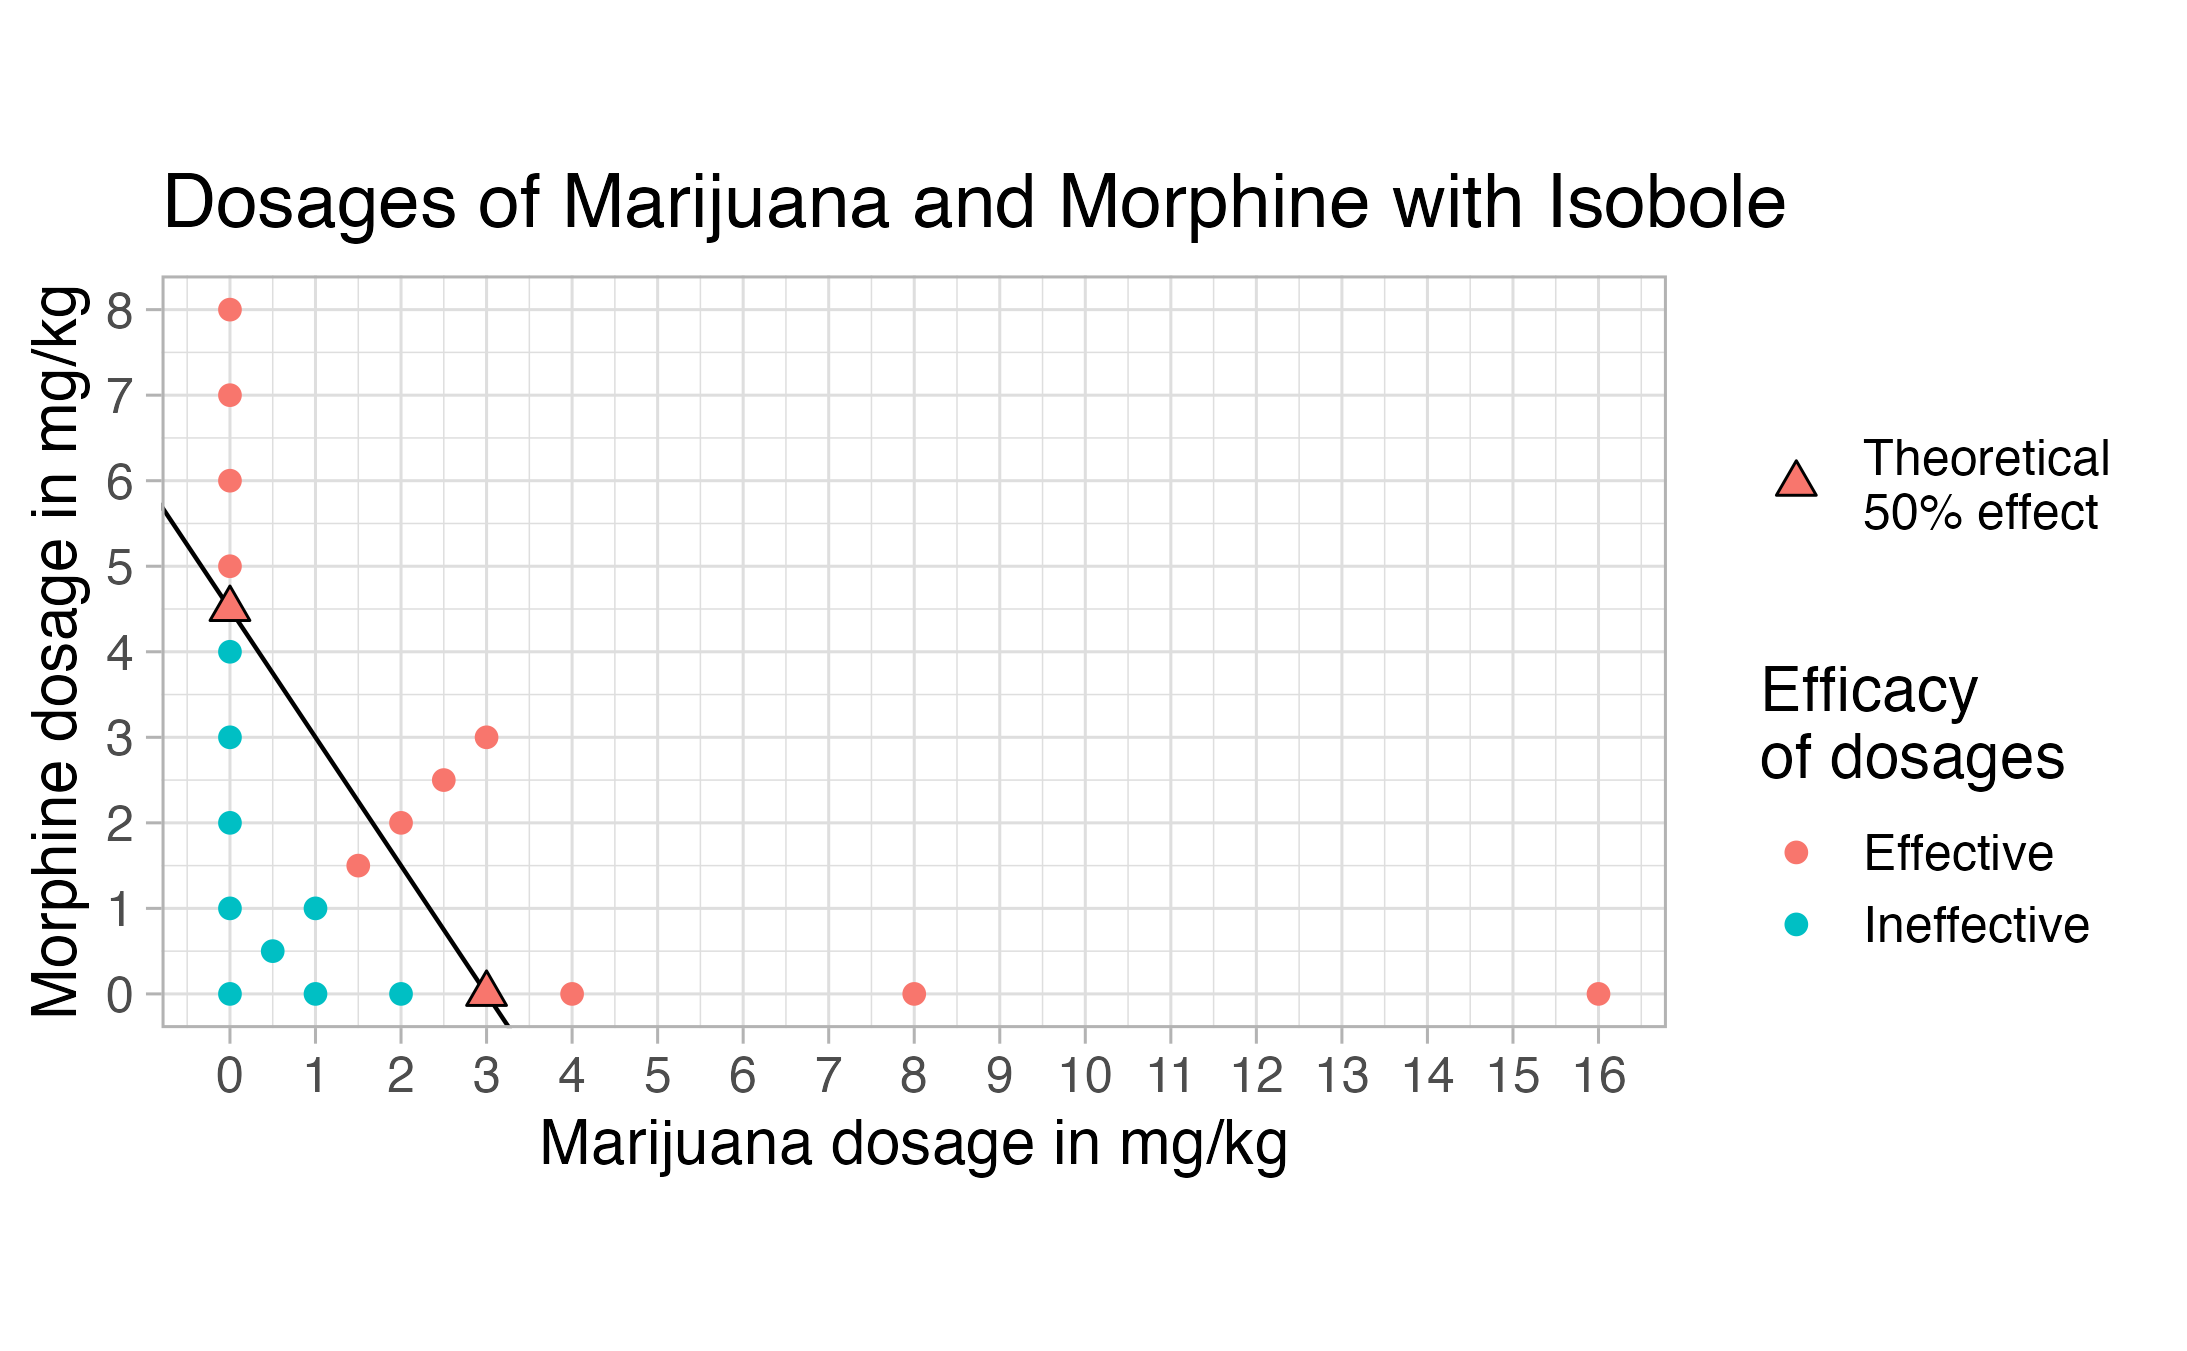 Dosages of Marijuana and Morphine with Isobole
Morphine dosage in mg/kg
8
7
6
5
4
3
2
1
0
0 1 2 3 4 5 6 7 8 9 10 11 12 13 14 15 16
Marijuana dosage in mg/kg
Theoretical
50% effect
Efficacy
of dosages
Effective
Ineffective